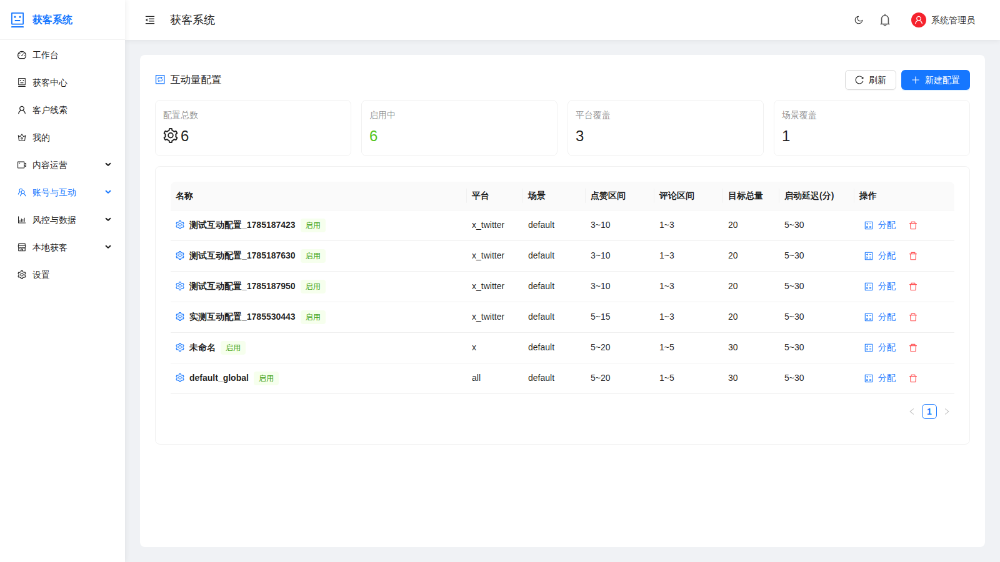 获客系统
获客系统
系统管理员
工作台
获客中心
客户线索
我的
内容运营
账号与互动
风控与数据
本地获客
设置
互动量配置
刷新
新建配置
配置总数
6
启用中
6
平台覆盖
3
场景覆盖
1
名称 平台 场景 点赞区间 评论区间 目标总量 启动延迟(分) 操作
测试互动配置_1785187423 启用 x_twitter default 3~10 1~3 20 5~30 分配
测试互动配置_1785187630 启用 x_twitter default 3~10 1~3 20 5~30 分配
测试互动配置_1785187950 启用 x_twitter default 3~10 1~3 20 5~30 分配
实测互动配置_1785530443 启用 x_twitter default 5~15 1~3 20 5~30 分配
未命名 启用 x default 5~20 1~5 30 5~30 分配
default_global 启用 all default 5~20 1~5 30 5~30 分配
1